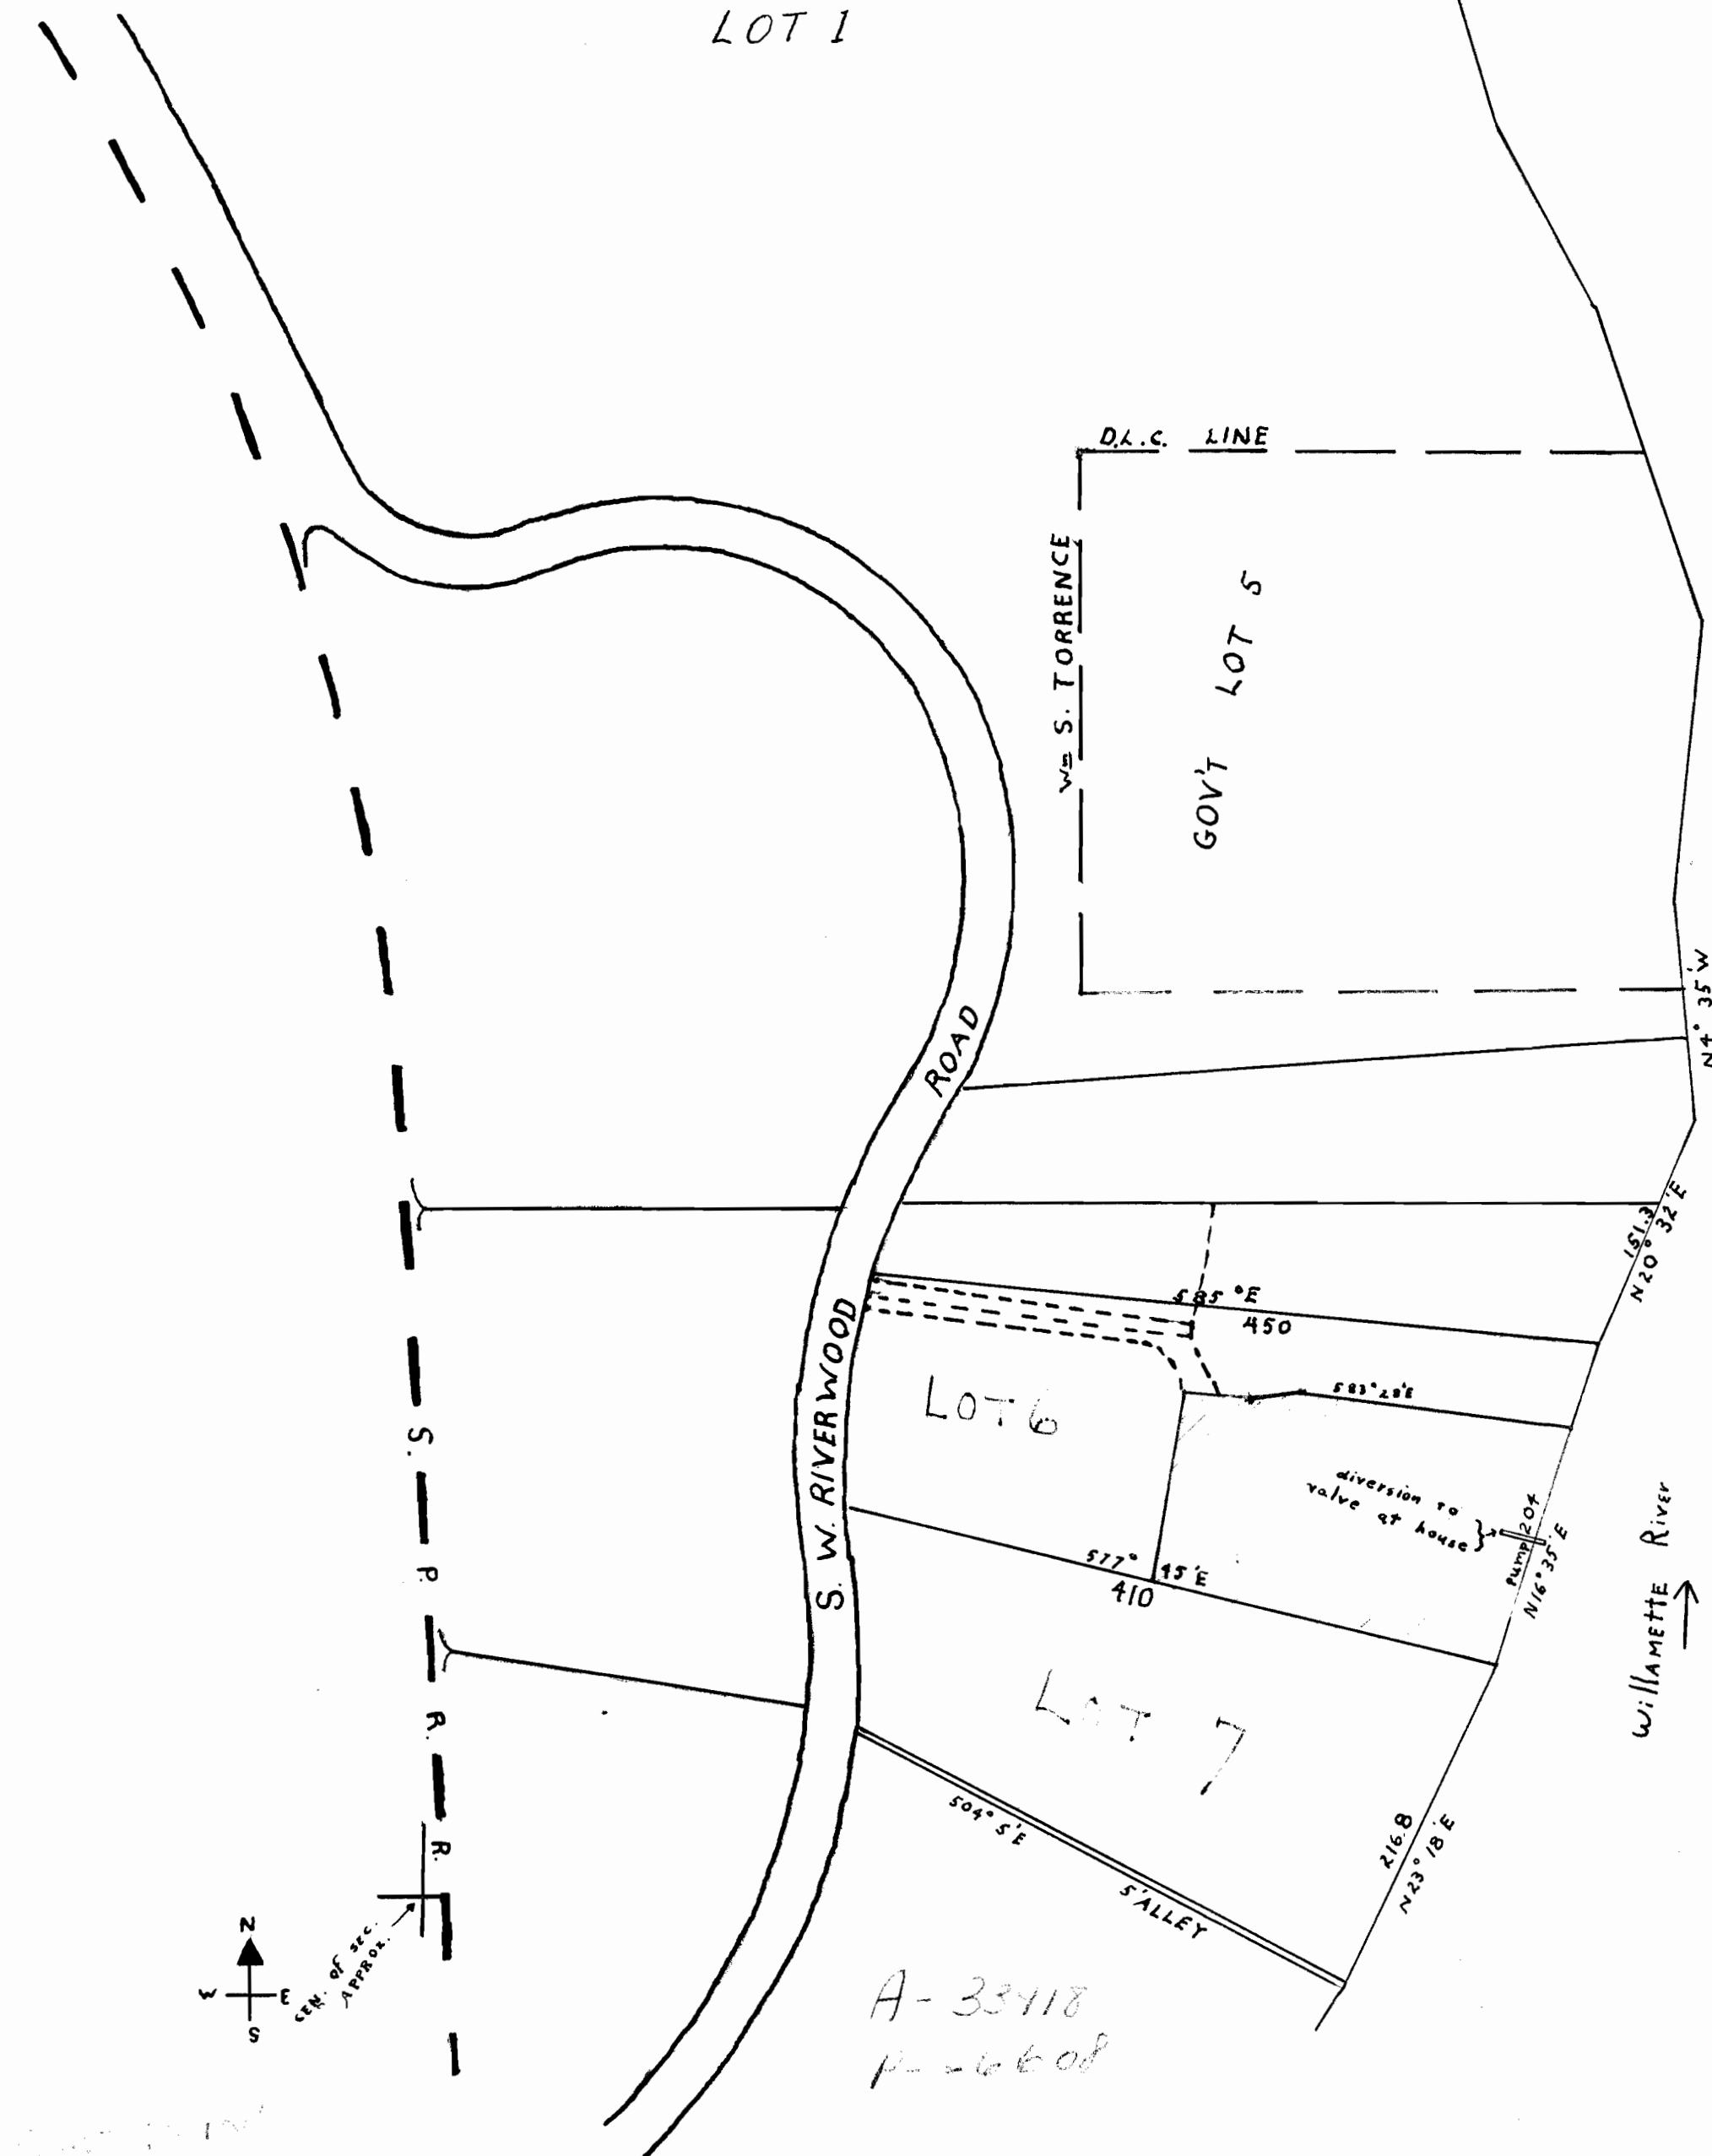 LOT 1
D.L.C. LINE
Wm S. TORRENCE
GOV'T LOT 5
N4° 35'W
ROAD
151.3
N20° 32'E
S85°E
450
S. W. RIVERWOOD
LOT 6
S83°28'E
diversion to
valve at house
Pump
204
N16°35'E
S77° 45'E
410
WillAMEttE RivEr
S. P. R. R.
LOT 7
504° 5'E
5'ALLEY
216.8
N23° 18'E
CEN. OF SEC.
APPROX.
N
W E
S
A-33418